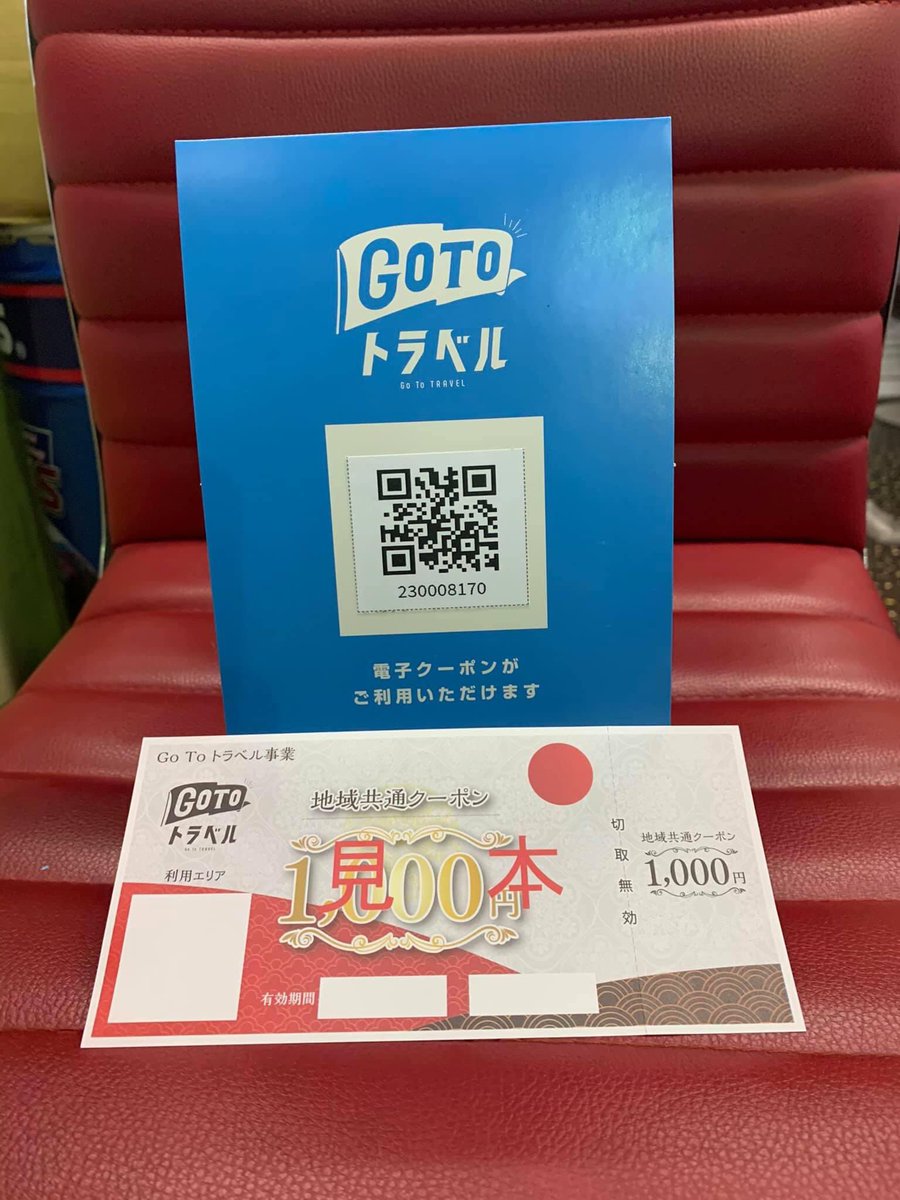 GOTO
トラベル
Go To TRAVEL
230008170
電子クーポンが
ご利用いただけます
Go To トラベル事業
GOTO
トラベル
Go To TRAVEL
利用エリア
地域共通クーポン
1,000円
見本
有効期間
切取無効
地域共通クーポン
1,000円